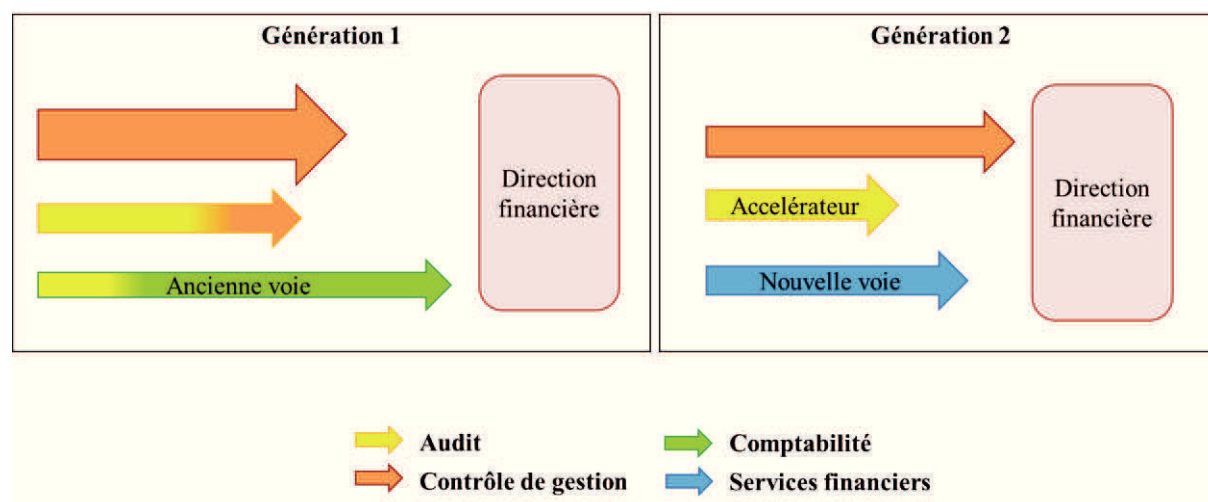 Génération 1
Direction
financière
Ancienne voie
Génération 2
Accelérateur
Nouvelle voie
Direction
financière
Audit
Comptabilité
Contrôle de gestion
Services financiers